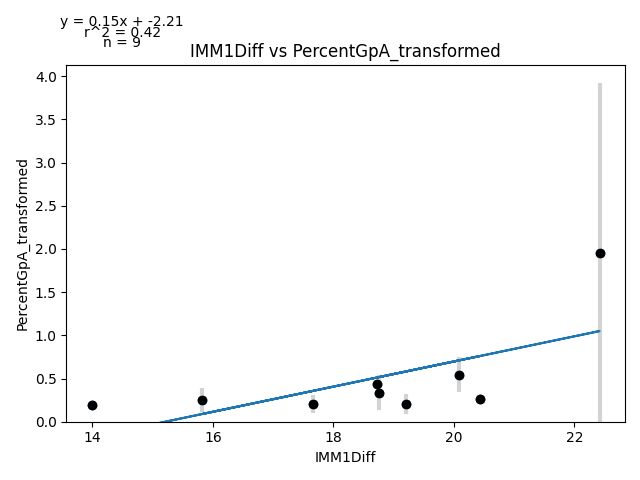 y = 0.15x + -2.21
r^2 = 0.42
n = 9
IMM1Diff vs PercentGpA_transformed
4.0
3.5
3.0
2.5
2.0
1.5
1.0
0.5
0.0
PercentGpA_transformed
14 16 18 20 22
IMM1Diff